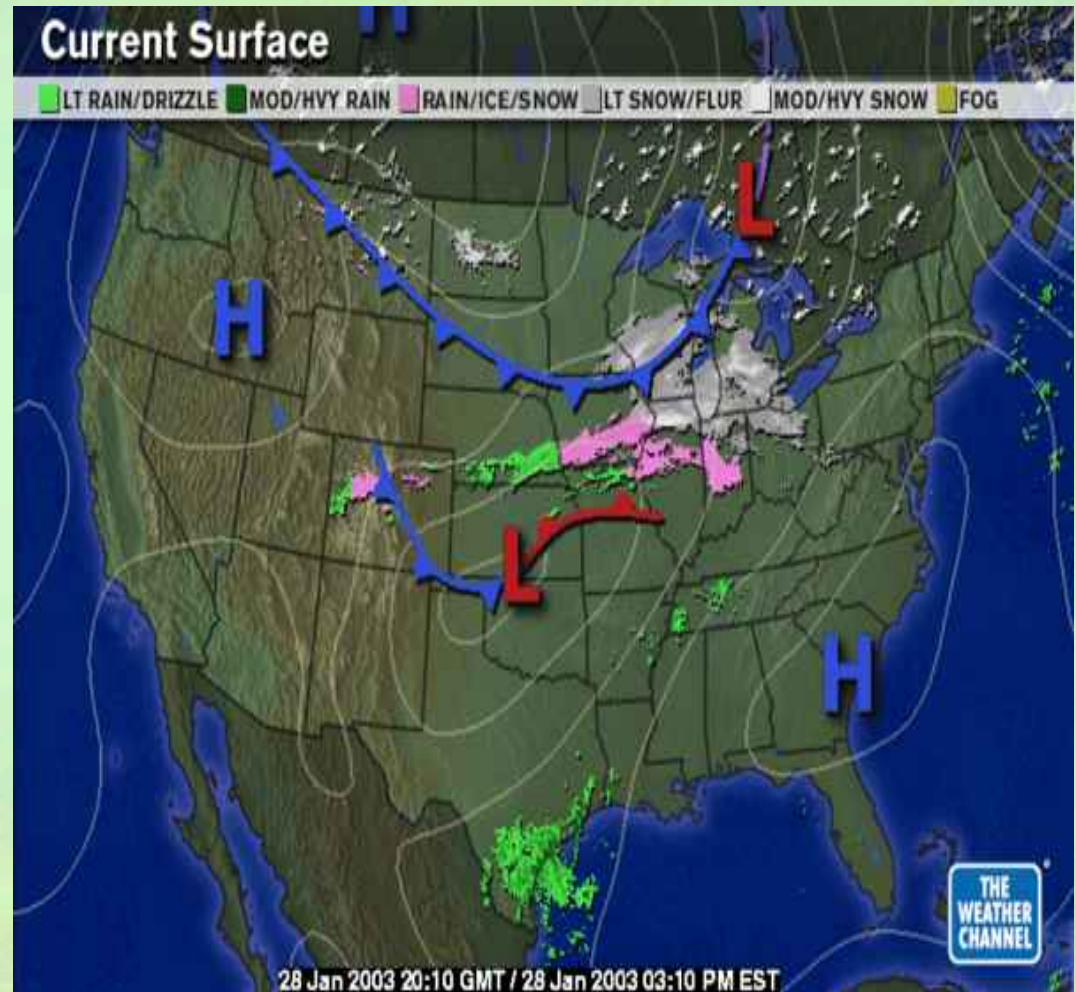 H
Current Surface
LT RAIN/DRIZZLE MOD/HVY RAIN RAIN/ICE/SNOW LT SNOW/FLUR MOD/HVY SNOW FOG
L
H
L
H
THE
WEATHER
CHANNEL
28 Jan 2003 20:10 GMT / 28 Jan 2003 03:10 PM EST